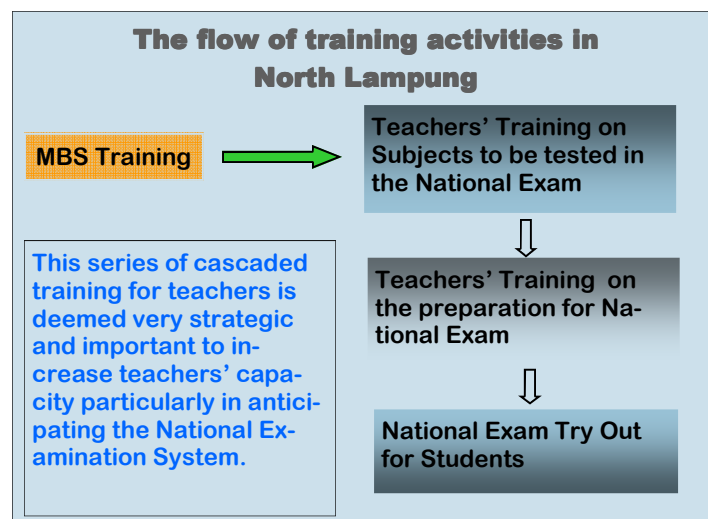 The flow of training activities in
North Lampung
MBS Training
Teachers' Training on
Subjects to be tested in
the National Exam
Teachers' Training  on
the preparation for Na-
tional Exam
National Exam Try Out
for Students
This series of cascaded
training for teachers is
deemed very strategic
and important to in-
crease teachers' capa-
city particularly in antici-
pating the National Ex-
amination System.